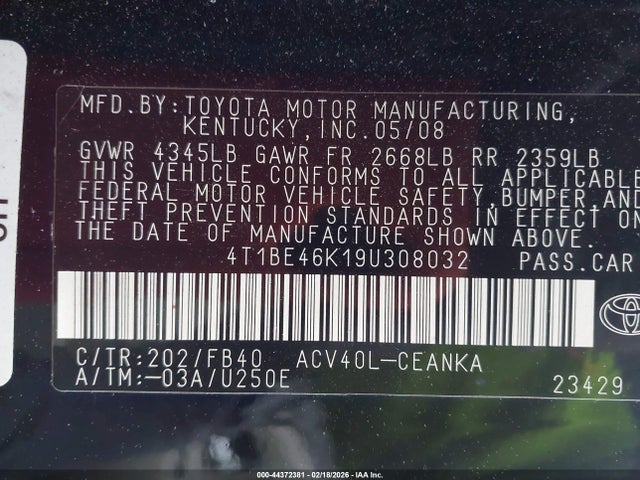 MFD.BY:TOYOTA MOTOR MANUFACTURING,
KENTUCKY,INC.05/08
GVWR 4345LB GAWR FR 2668LB RR 2359LB
THIS VEHICLE CONFORMS TO ALL APPLICABLE
FEDERAL MOTOR VEHICLE SAFETY,BUMPER,AND
THEFT PREVENTION STANDARDS IN EFFECT ON
THE DATE OF MANUFACTURE SHOWN ABOVE.
4T1BE46K19U308032 PASS.CAR
C/TR:202/FB40 ACV40L-CEANKA
A/TM:-03A/U250E 23429
000-44372381 - 02/18/2026 - IAA Inc.